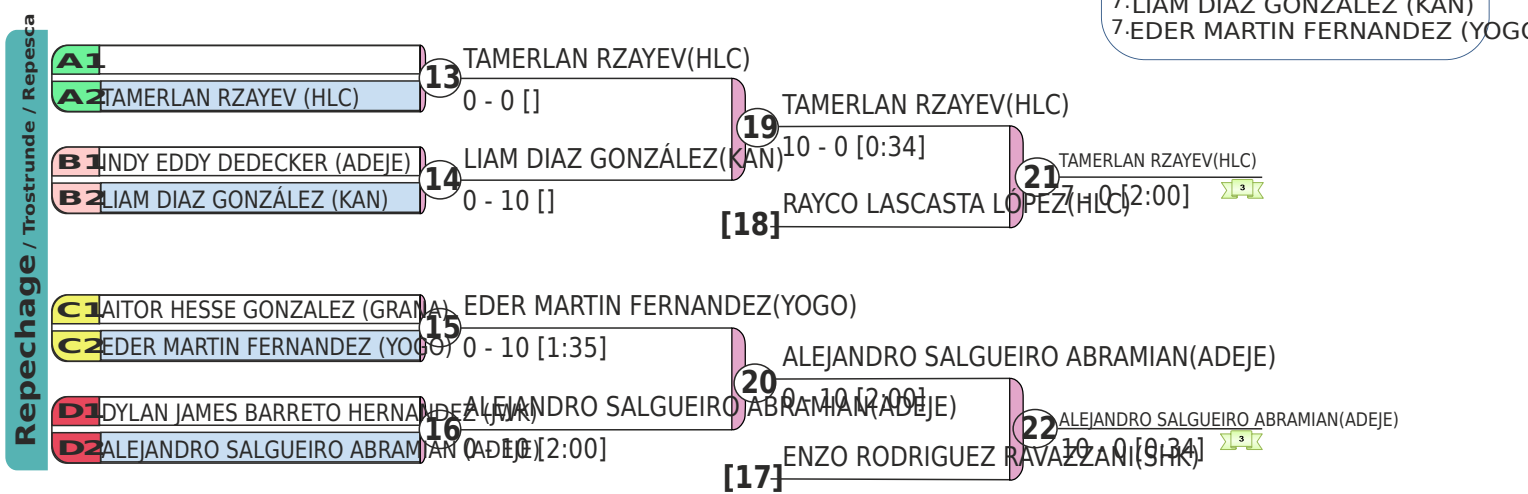 7.LIAM DIAZ GONZÁLEZ (KAN)
7.EDER MARTIN FERNANDEZ (YOGO
Repechage / Trostrunde / Repesca
A1
A2 TAMERLAN RZAYEV (HLC)
13
TAMERLAN RZAYEV(HLC)
0 - 0 []
B1 INDY EDDY DEDECKER (ADEJE)
B2 LIAM DIAZ GONZÁLEZ (KAN)
14
LIAM DIAZ GONZÁLEZ(KAN)
0 - 10 []
19
TAMERLAN RZAYEV(HLC)
10 - 0 [0:34]
[18]
RAYCO LASCASTA LÓPEZ(HLC)
21
TAMERLAN RZAYEV(HLC)
7 - 0 [2:00]
3
C1 AITOR HESSE GONZALEZ (GRANA)
C2 EDER MARTIN FERNANDEZ (YOGO)
15
EDER MARTIN FERNANDEZ(YOGO)
0 - 10 [1:35]
D1 DYLAN JAMES BARRETO HERNANDEZ (JWK)
D2 ALEJANDRO SALGUEIRO ABRAMIAN (ADEJE)
16
ALEJANDRO SALGUEIRO ABRAMIAN(ADEJE)
0 - 10 [2:00]
20
ALEJANDRO SALGUEIRO ABRAMIAN(ADEJE)
0 - 10 [2:00]
[17]
ENZO RODRIGUEZ RAVAZZANI(SHK)
22
ALEJANDRO SALGUEIRO ABRAMIAN(ADEJE)
10 - 0 [0:34]
3